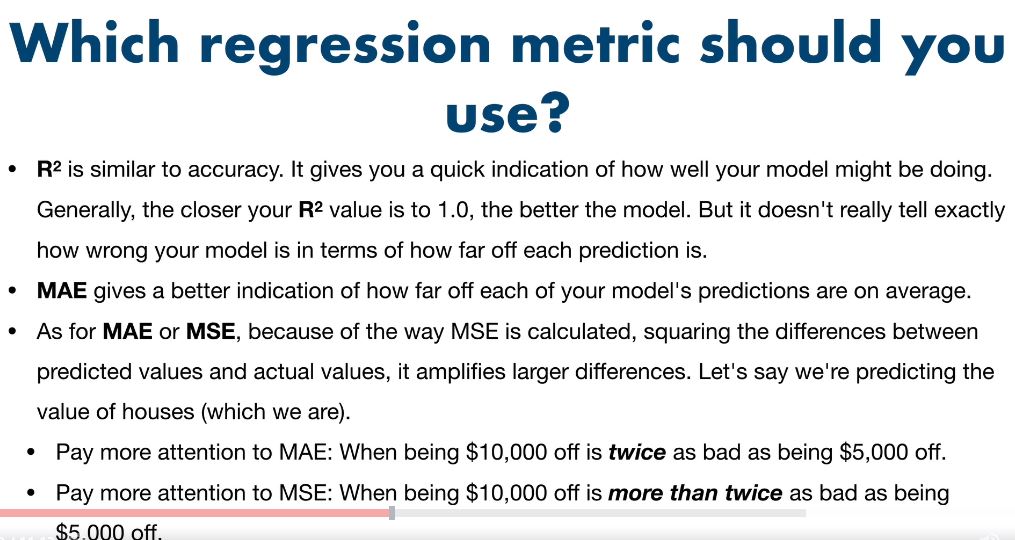 Which regression metric should you
use?
• R² is similar to accuracy. It gives you a quick indication of how well your model might be doing.
Generally, the closer your R² value is to 1.0, the better the model. But it doesn't really tell exactly
how wrong your model is in terms of how far off each prediction is.
• MAE gives a better indication of how far off each of your model's predictions are on average.
• As for MAE or MSE, because of the way MSE is calculated, squaring the differences between
predicted values and actual values, it amplifies larger differences. Let's say we're predicting the
value of houses (which we are).
• Pay more attention to MAE: When being $10,000 off is twice as bad as being $5,000 off.
• Pay more attention to MSE: When being $10,000 off is more than twice as bad as being
$5,000 off.